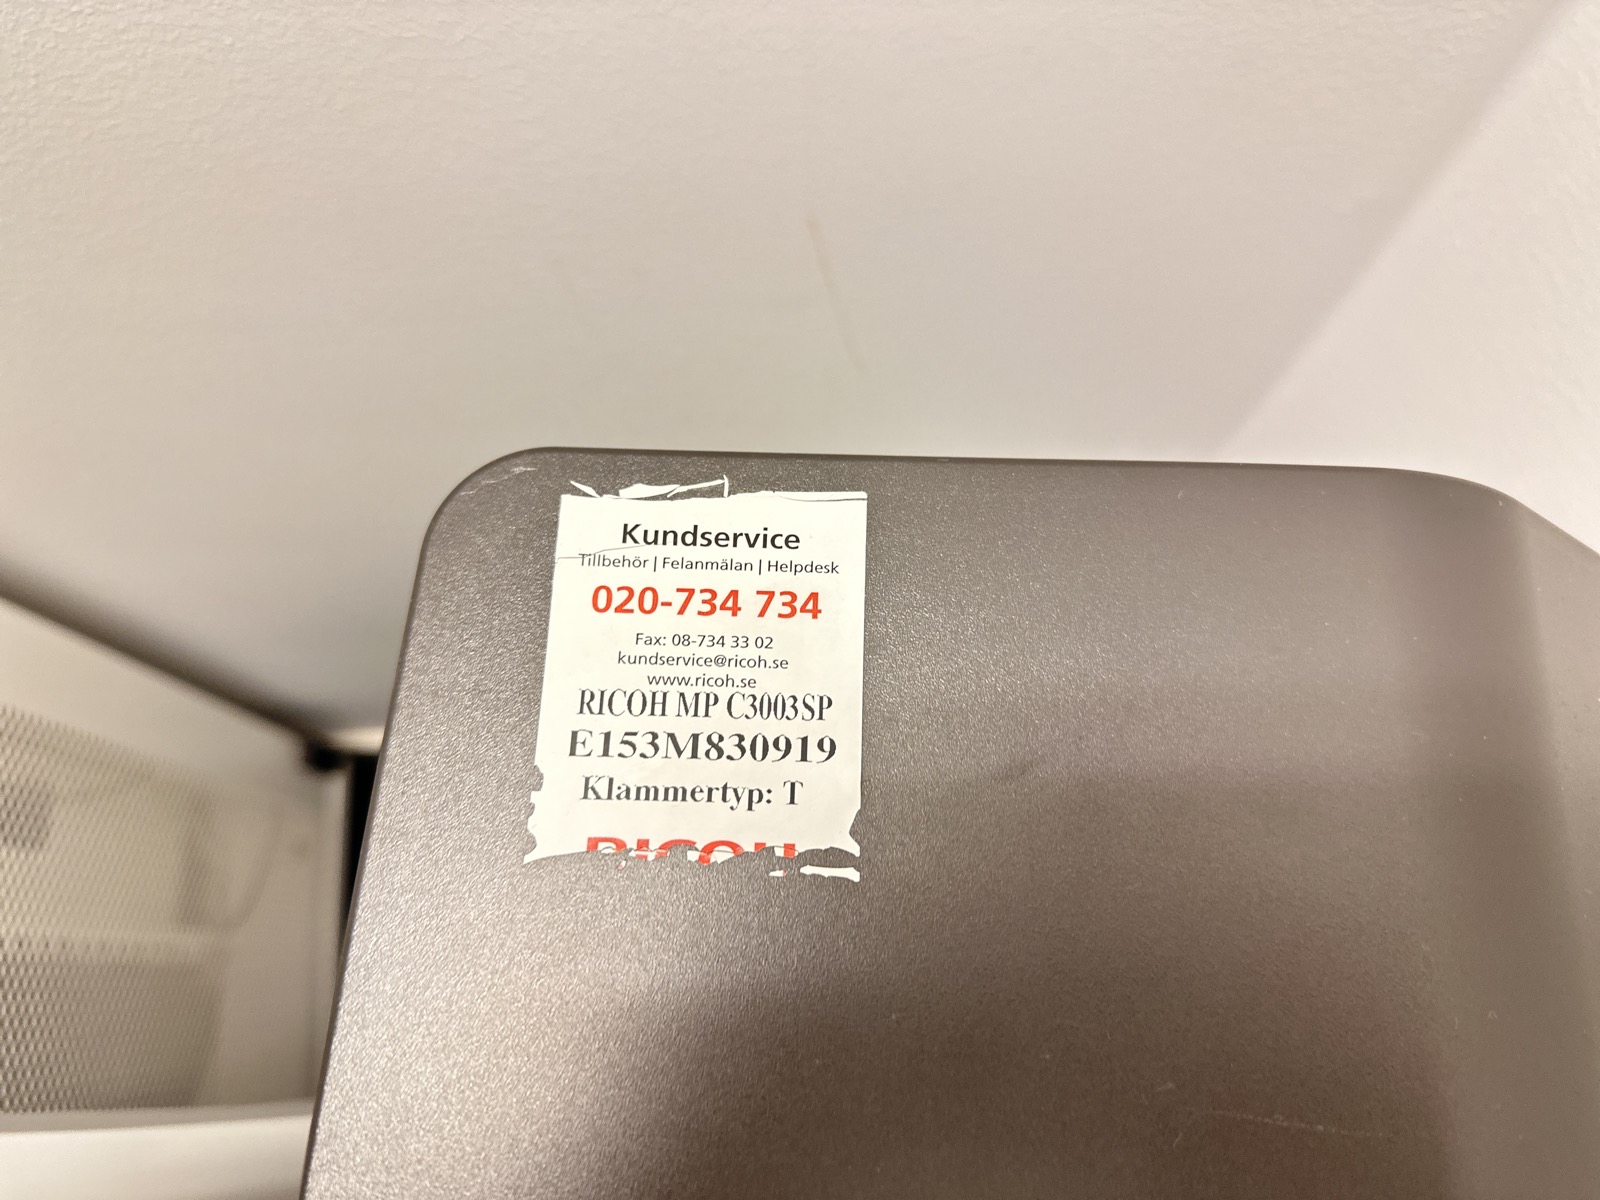 Kundservice
Tillbehör | Felanmälan | Helpdesk
020-734 734
Fax: 08-734 33 02
kundservice@ricoh.se
www.ricoh.se
RICOH MP C3003SP
E153M830919
Klammertyp: T
RICOH